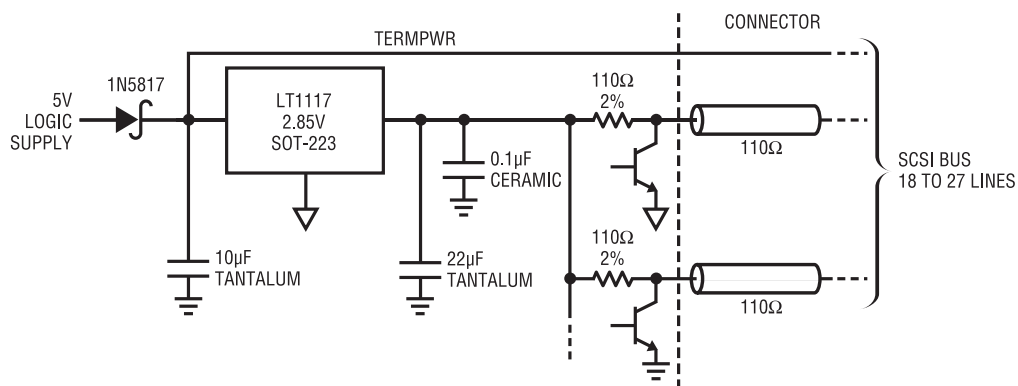 CONNECTOR
TERMPWR
1N5817
5V
LOGIC
SUPPLY
LT1117
2.85V
SOT-223
110Ω
2%
110Ω
0.1µF
CERAMIC
SCSI BUS
18 TO 27 LINES
10µF
TANTALUM
22µF
TANTALUM
110Ω
2%
110Ω